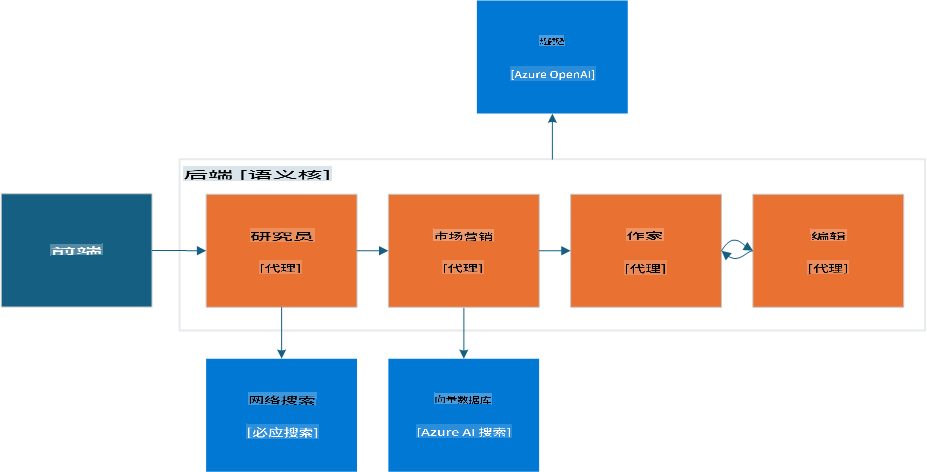 [Azure OpenAI]
后端 [语义核]
前端
研究员
[代理]
市场营销
[代理]
作家
[代理]
编辑
[代理]
网络搜索
[必应搜索]
向量数据库
[Azure AI 搜索]